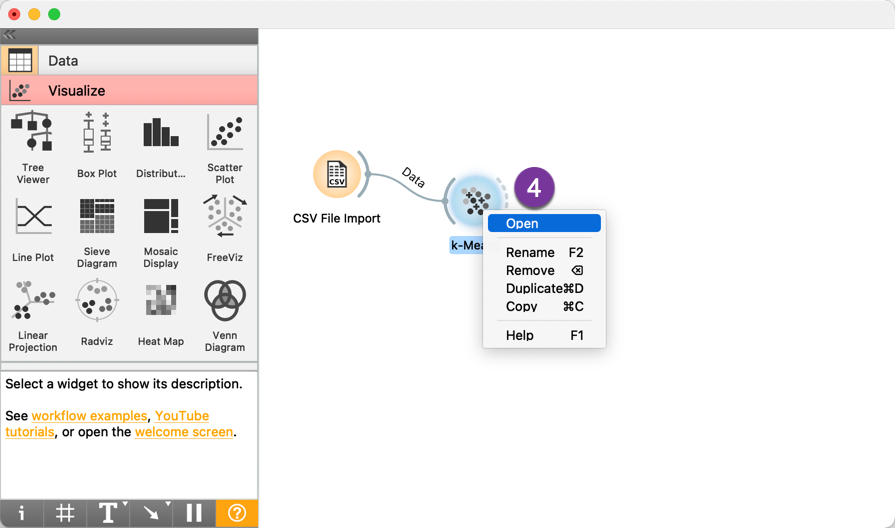 Data
Visualize
Tree
Viewer
Box Plot
Distribut...
Scatter
Plot
Line Plot
Sieve
Diagram
Mosaic
Display
FreeViz
Linear
Projection
Radviz
Heat Map
Venn
Diagram
Select a widget to show its description.
See workflow examples, YouTube
tutorials, or open the welcome screen.
i
T
?
CSV
Data
CSV File Import
k-Mea
4
Open
Rename F2
Remove ⌫
Duplicate⌘D
Copy ⌘C
Help F1